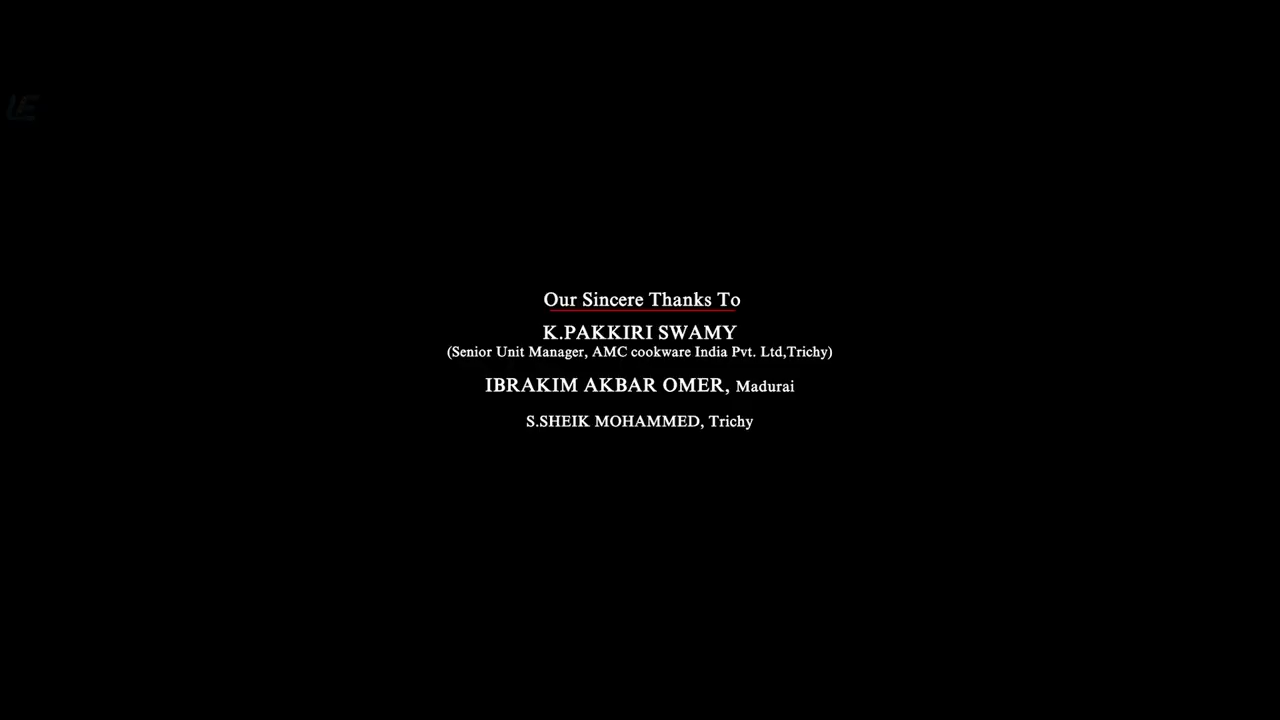 Our Sincere Thanks To
K.PAKKIRI SWAMY
(Senior Unit Manager, AMC cookware India Pvt. Ltd,Trichy)
IBRAKIM AKBAR OMER, Madurai
S.SHEIK MOHAMMED, Trichy